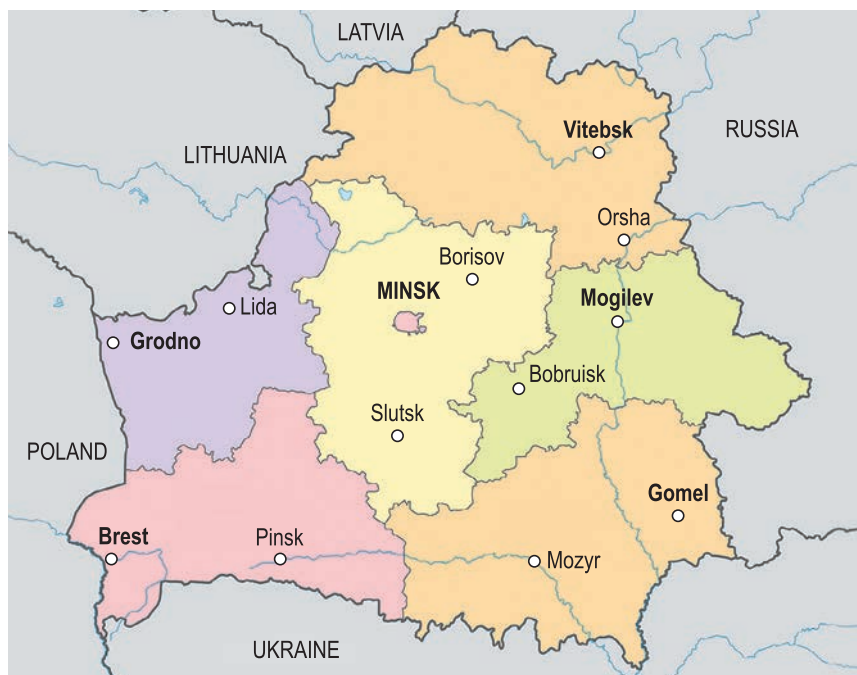 LATVIA
Vitebsk
RUSSIA
LITHUANIA
Orsha
Borisov
MINSK
Mogilev
Lida
Grodno
Bobruisk
Slutsk
POLAND
Gomel
Brest
Pinsk
Mozyr
UKRAINE